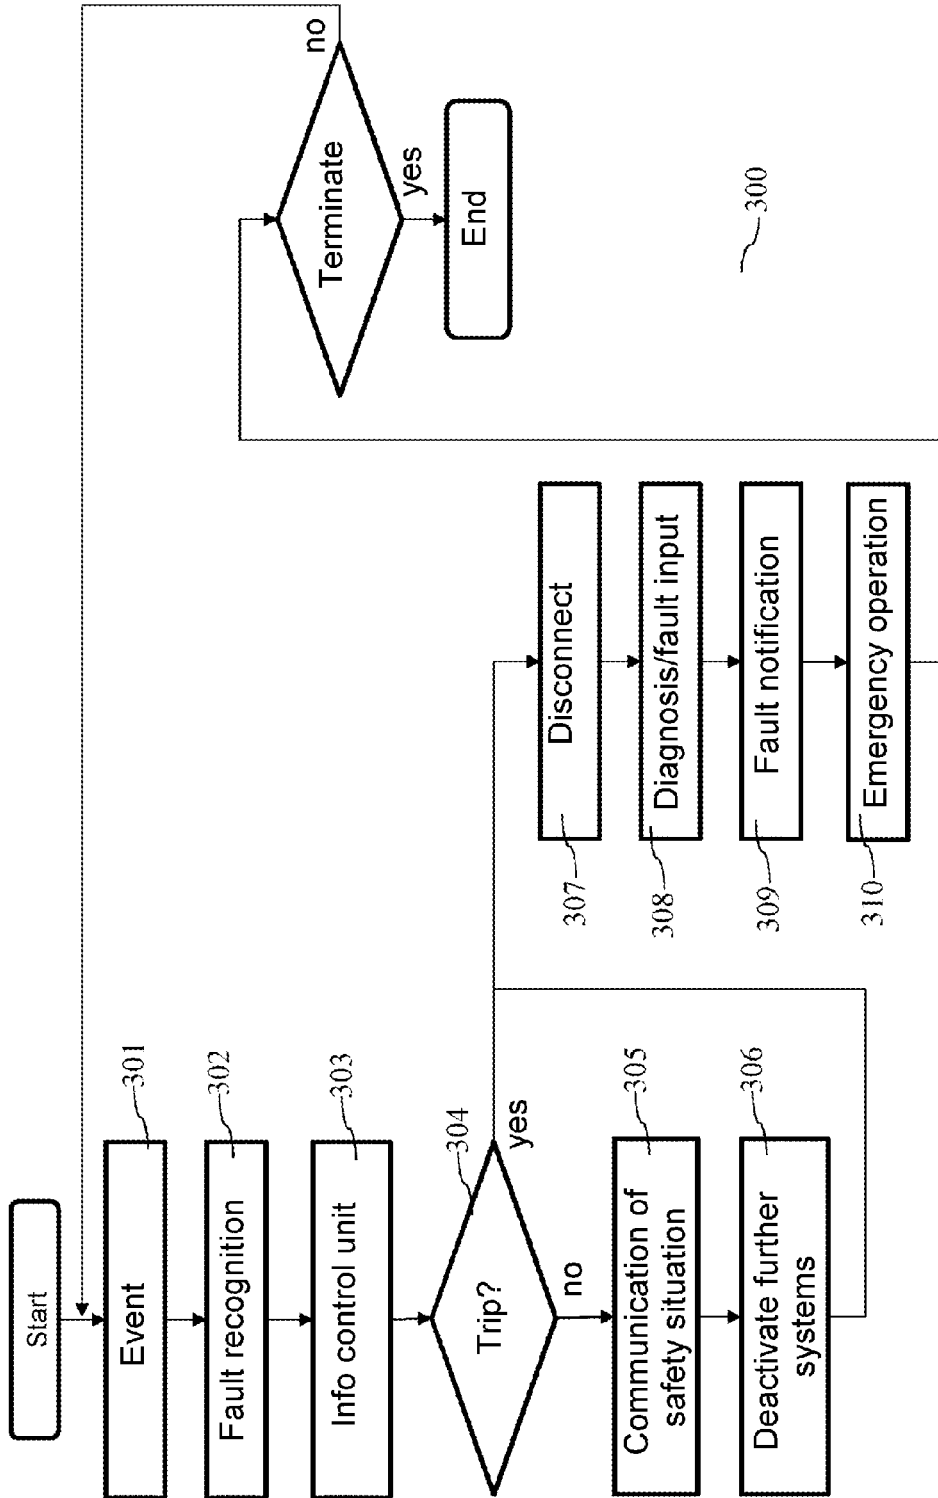 Start
Event
301
Fault recognition
302
Info control unit
303
Trip?
304
yes
no
Communication of
safety situation
305
Deactivate further
systems
306
Disconnect
307
Diagnosis/fault input
308
Fault notification
309
Emergency operation
310
Terminate
no
yes
End
300